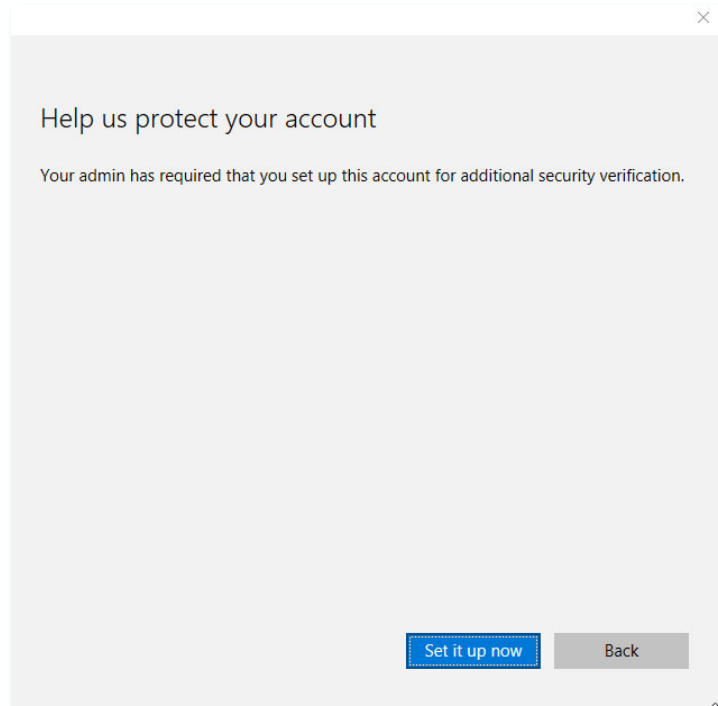 Help us protect your account
Your admin has required that you set up this account for additional security verification.
Set it up now
Back